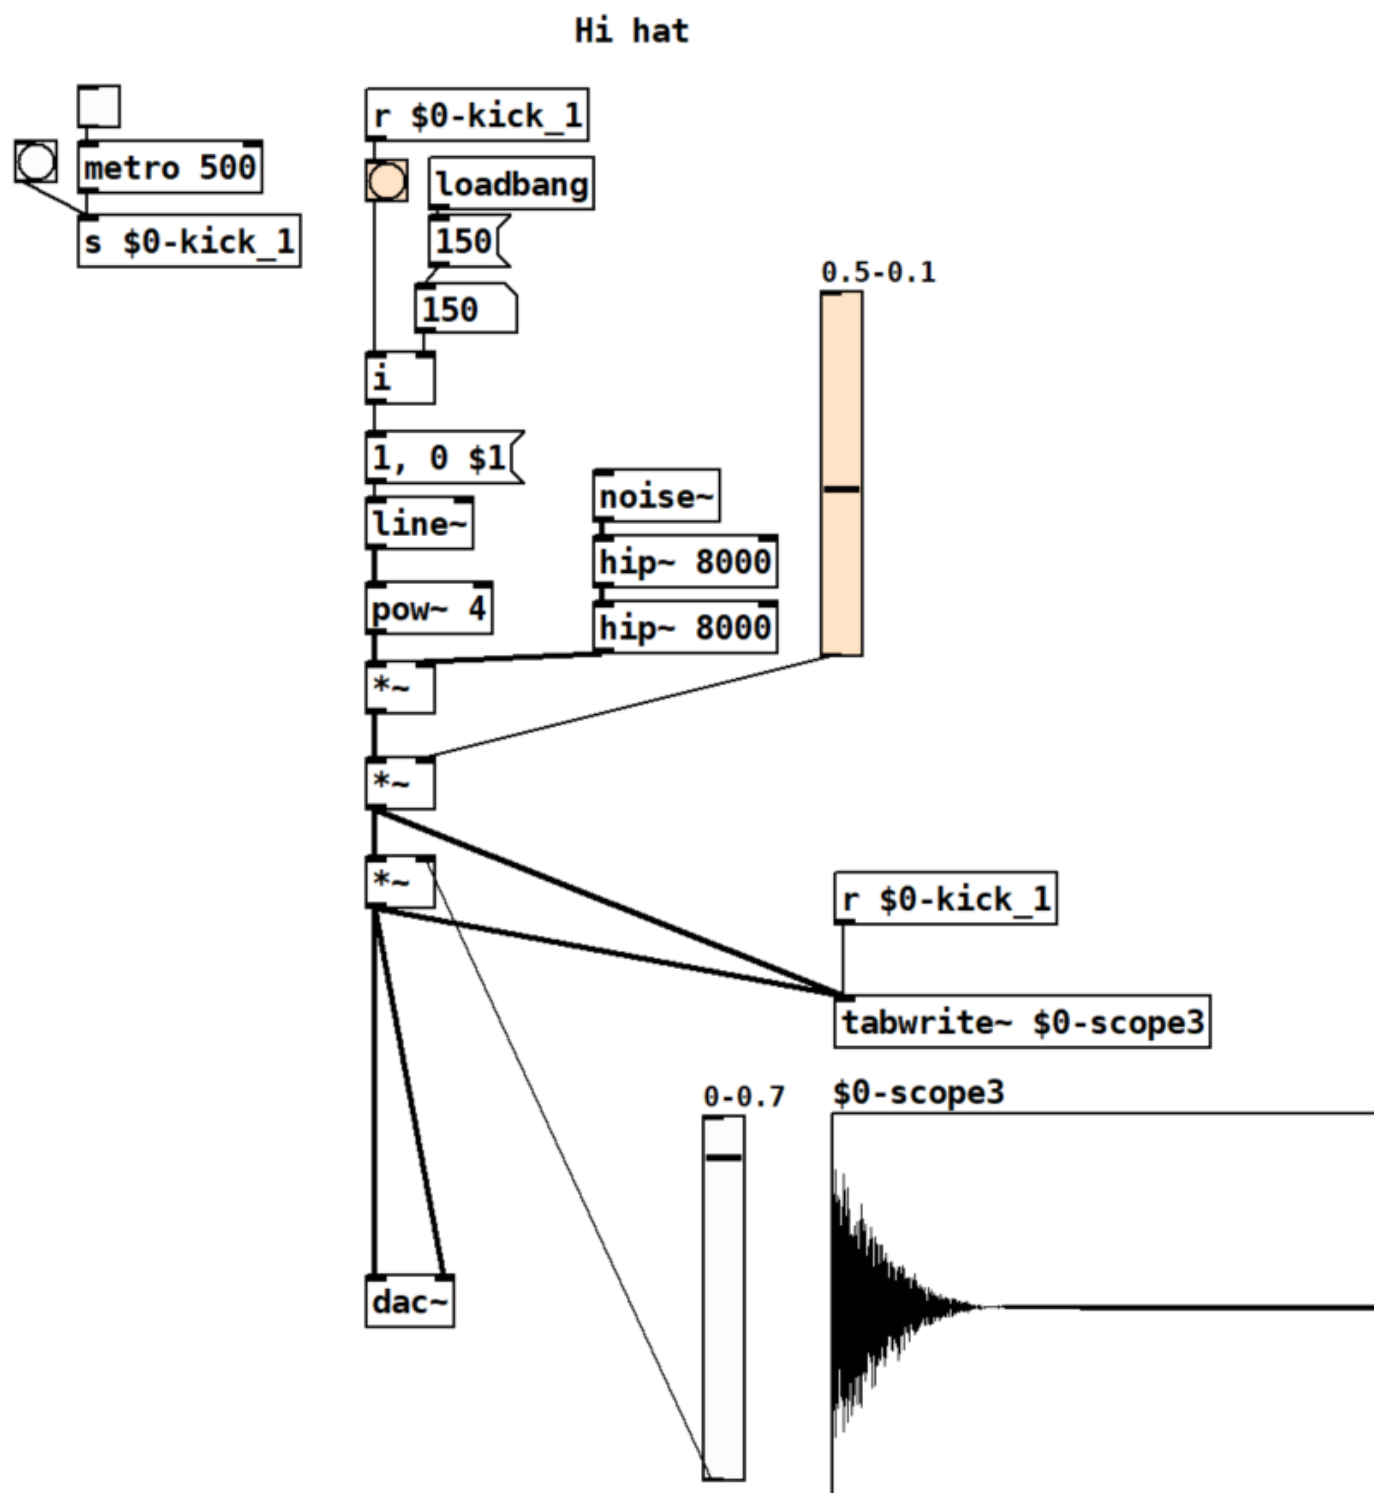 Hi hat
r $0-kick_1
metro 500
loadbang
s $0-kick_1
150
0.5-0.1
150
i
1, 0 $1
noise~
line~
hip~ 8000
pow~ 4
hip~ 8000
*~
*~
*~
r $0-kick_1
tabwrite~ $0-scope3
0-0.7
$0-scope3
dac~